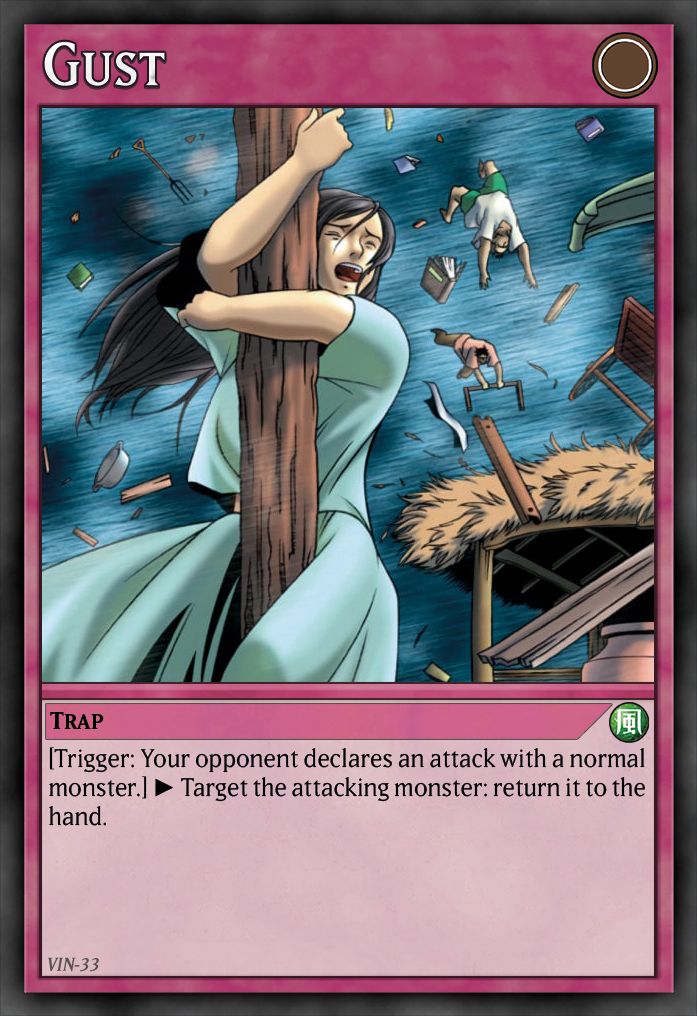 Gust
Trap
風
[Trigger: Your opponent declares an attack with a normal
monster.] ► Target the attacking monster: return it to the
hand.
VIN-33